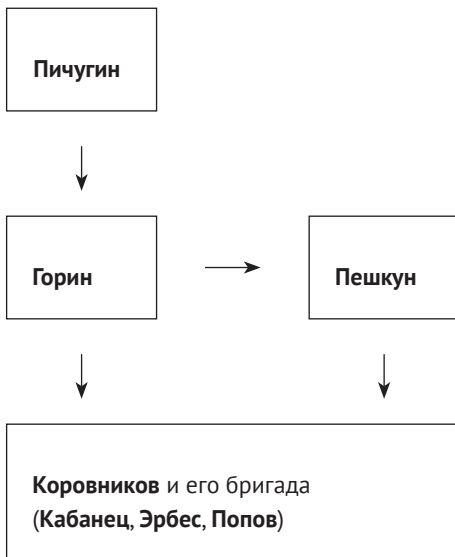 Пичугин
Горин
Пешкун
Коровников и его бригада
(Кабанец, Эрбес, Попов)